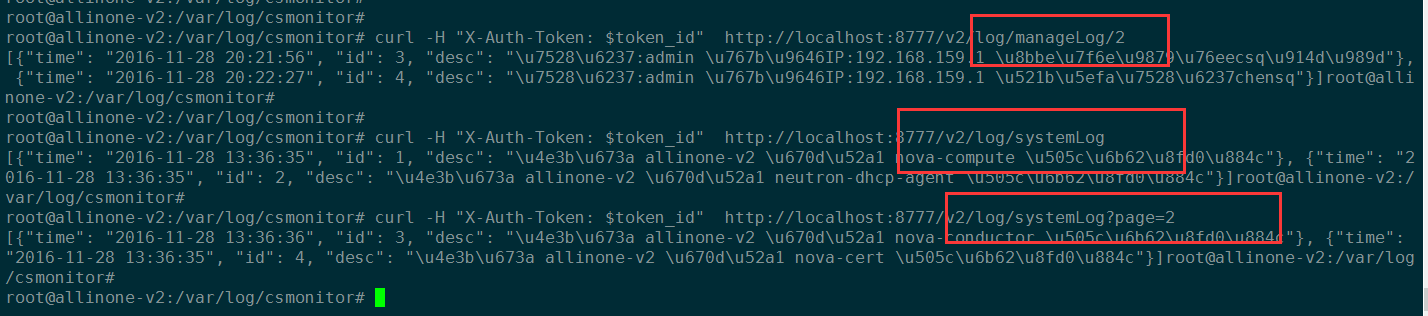 root@allinone-v2:/var/log/csmonitor#
root@allinone-v2:/var/log/csmonitor#
root@allinone-v2:/var/log/csmonitor# curl -H "X-Auth-Token: $token_id"  http://localhost:8777/v2/log/manageLog/2
[{"time": "2016-11-28 20:21:56", "id": 3, "desc": "\u7528\u6237:admin \u767b\u9646IP:192.168.159.1 \u8bbe\u7f6e\u9879\u76eecsq\u914d\u989d"},
 {"time": "2016-11-28 20:22:27", "id": 4, "desc": "\u7528\u6237:admin \u767b\u9646IP:192.168.159.1 \u521b\u5efa\u7528\u6237chensq"}]root@alli
none-v2:/var/log/csmonitor#
root@allinone-v2:/var/log/csmonitor#
root@allinone-v2:/var/log/csmonitor# curl -H "X-Auth-Token: $token_id"  http://localhost:8777/v2/log/systemLog
[{"time": "2016-11-28 13:36:35", "id": 1, "desc": "\u4e3b\u673a allinone-v2 \u670d\u52a1 nova-compute \u505c\u6b62\u8fd0\u884c"}, {"time": "2
016-11-28 13:36:35", "id": 2, "desc": "\u4e3b\u673a allinone-v2 \u670d\u52a1 neutron-dhcp-agent \u505c\u6b62\u8fd0\u884c"}]root@allinone-v2:/
var/log/csmonitor#
root@allinone-v2:/var/log/csmonitor# curl -H "X-Auth-Token: $token_id"  http://localhost:8777/v2/log/systemLog?page=2
[{"time": "2016-11-28 13:36:36", "id": 3, "desc": "\u4e3b\u673a allinone-v2 \u670d\u52a1 nova-conductor \u505c\u6b62\u8fd0\u884c"}, {"time":
"2016-11-28 13:36:35", "id": 4, "desc": "\u4e3b\u673a allinone-v2 \u670d\u52a1 nova-cert \u505c\u6b62\u8fd0\u884c"}]root@allinone-v2:/var/log
/csmonitor#
root@allinone-v2:/var/log/csmonitor#